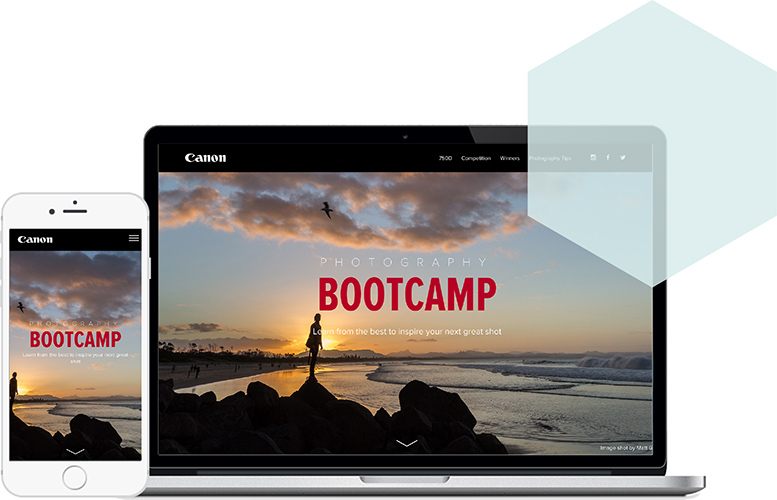 Canon
750D Competition Winners Photography Tips
PHOTOGRAPHY
BOOTCAMP
Learn from the best to inspire your next great shot
Image shot by Matt
Canon
PHOTOGRAPHY
BOOTCAMP
Learn from the best to inspire your next great
shot